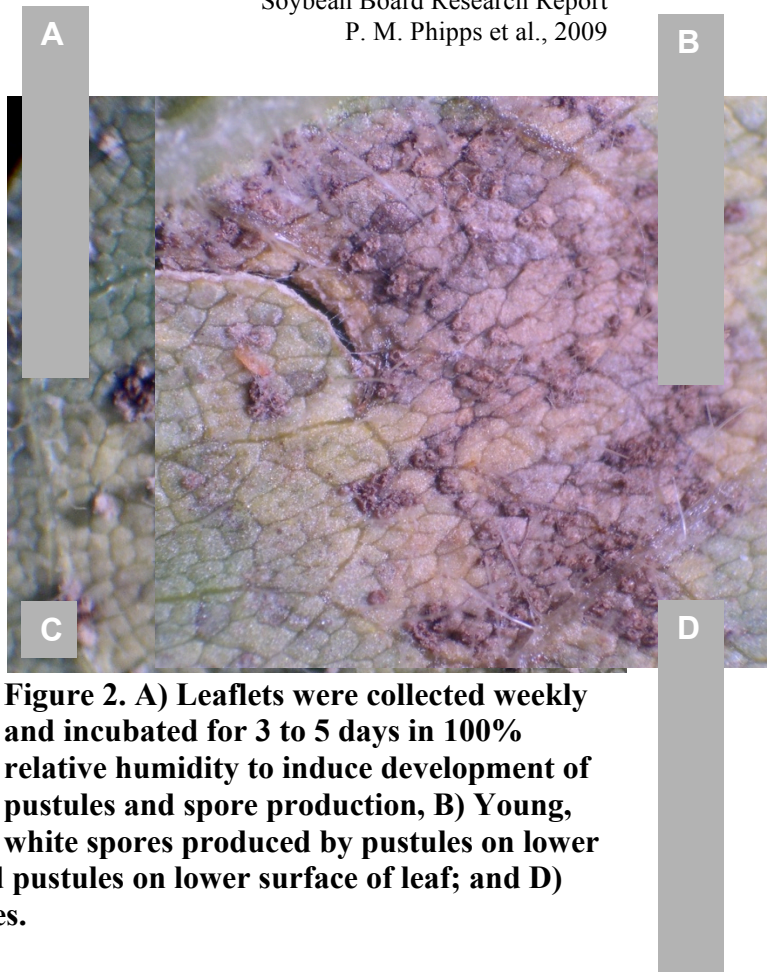 Soybean Board Research Report
P. M. Phipps et al., 2009
A
B
C
D
Figure 2. A) Leaflets were collected weekly
and incubated for 3 to 5 days in 100%
relative humidity to induce development of
pustules and spore production, B) Young,
white spores produced by pustules on lower
pustules on lower surface of leaf; and D)